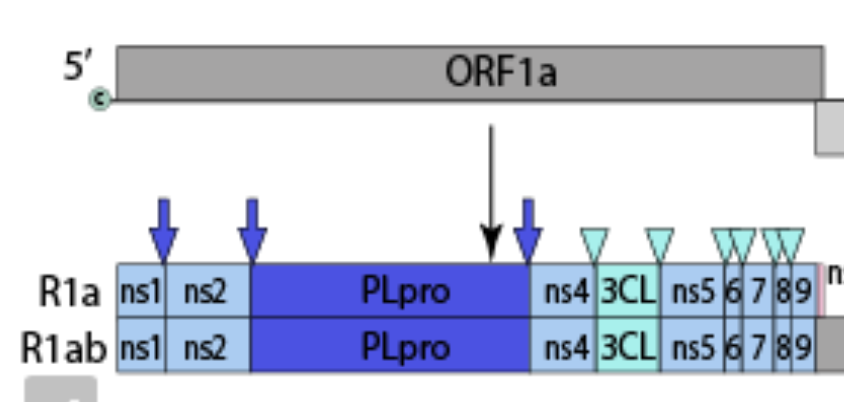 5′ ORF1a
c
R1a ns1 ns2 PLpro ns4 3CL ns5 6 7 8 9
R1ab ns1 ns2 PLpro ns4 3CL ns5 6 7 8 9